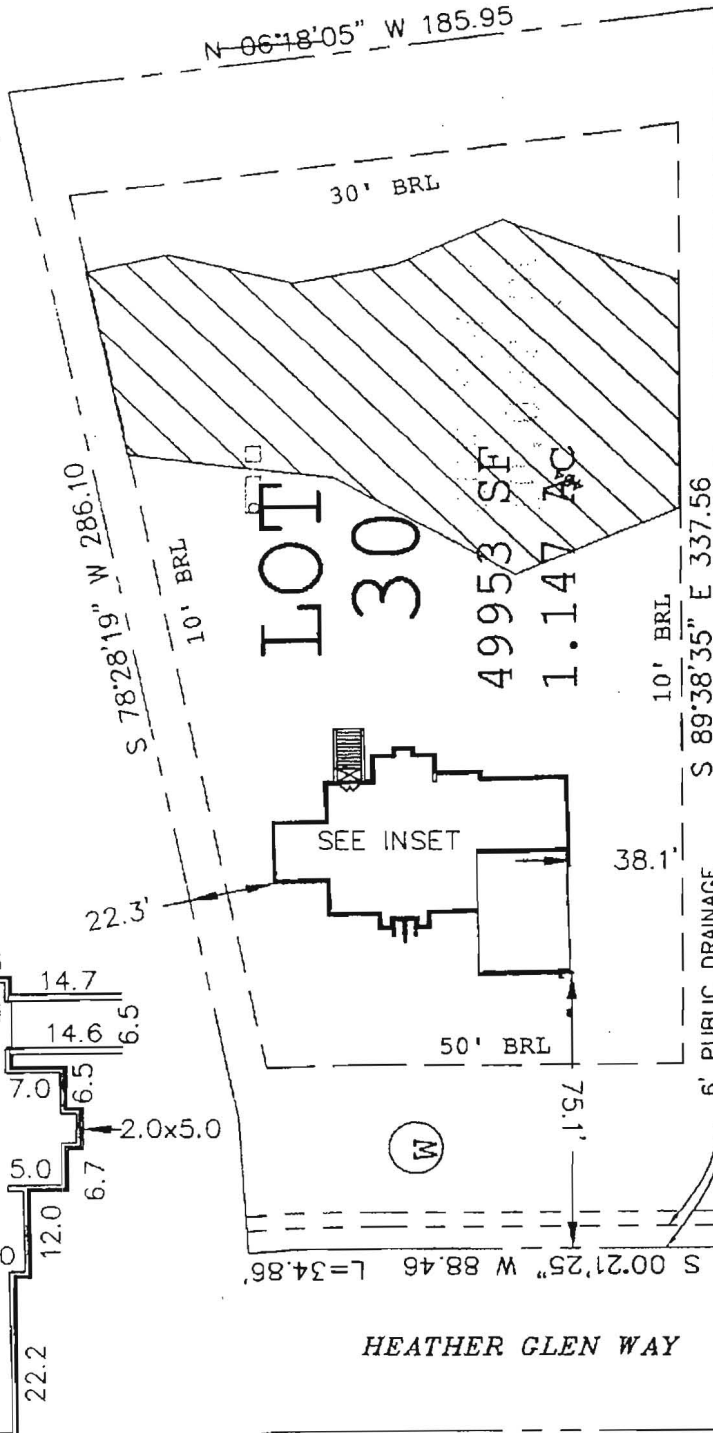 N 06°18'05" W 185.95
30' BRL
S 78°28'19" W 286.10
10' BRL
LOT
30
49953 SF
1.147 AC
10' BRL
S 89°38'35" E 337.56
SEE INSET
38.1'
22.3'
14.7
6.5
14.6
7.0
6.5
2.0x5.0
5.0
6.7
12.0
22.2
50' BRL
75.1'
6' PUBLIC DRAINAGE
M
L=34.86'
S 00°21'25" W 88.46
HEATHER GLEN WAY